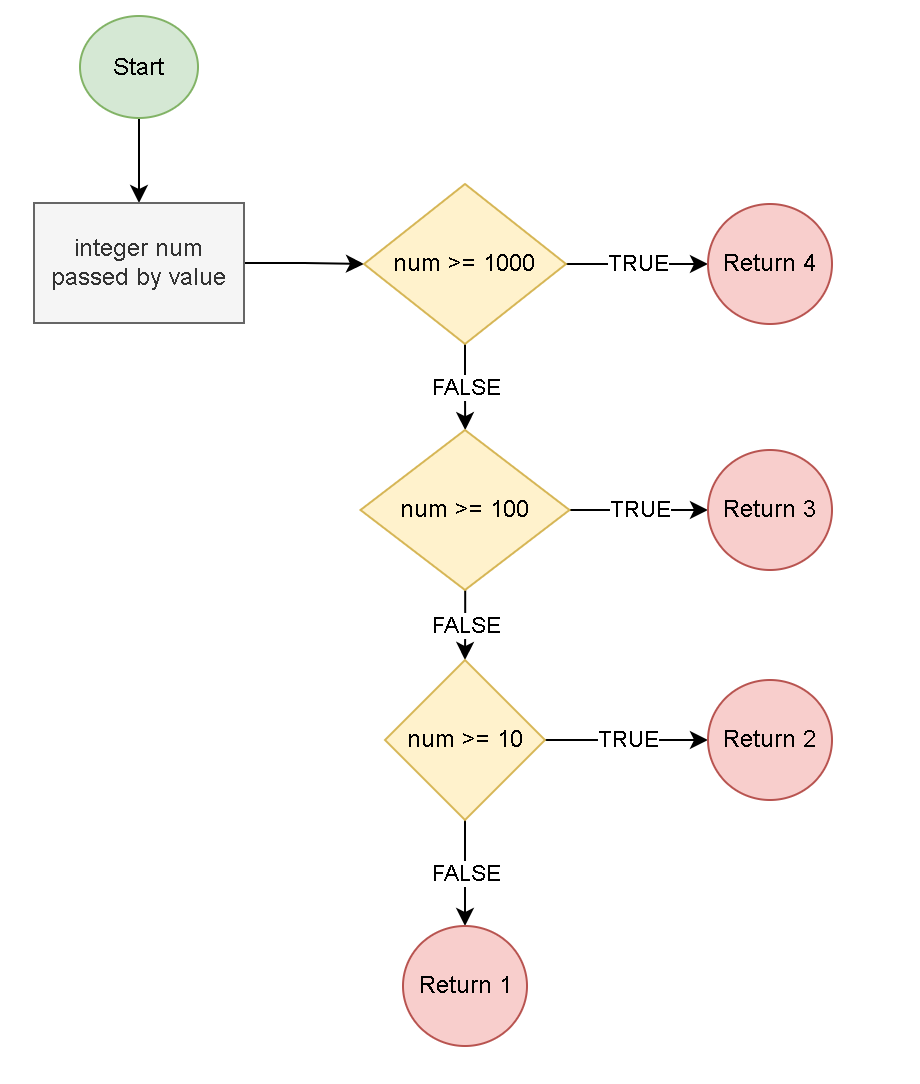 Start
integer num
passed by value
num >= 1000
TRUE
Return 4
FALSE
num >= 100
TRUE
Return 3
FALSE
num >= 10
TRUE
Return 2
FALSE
Return 1